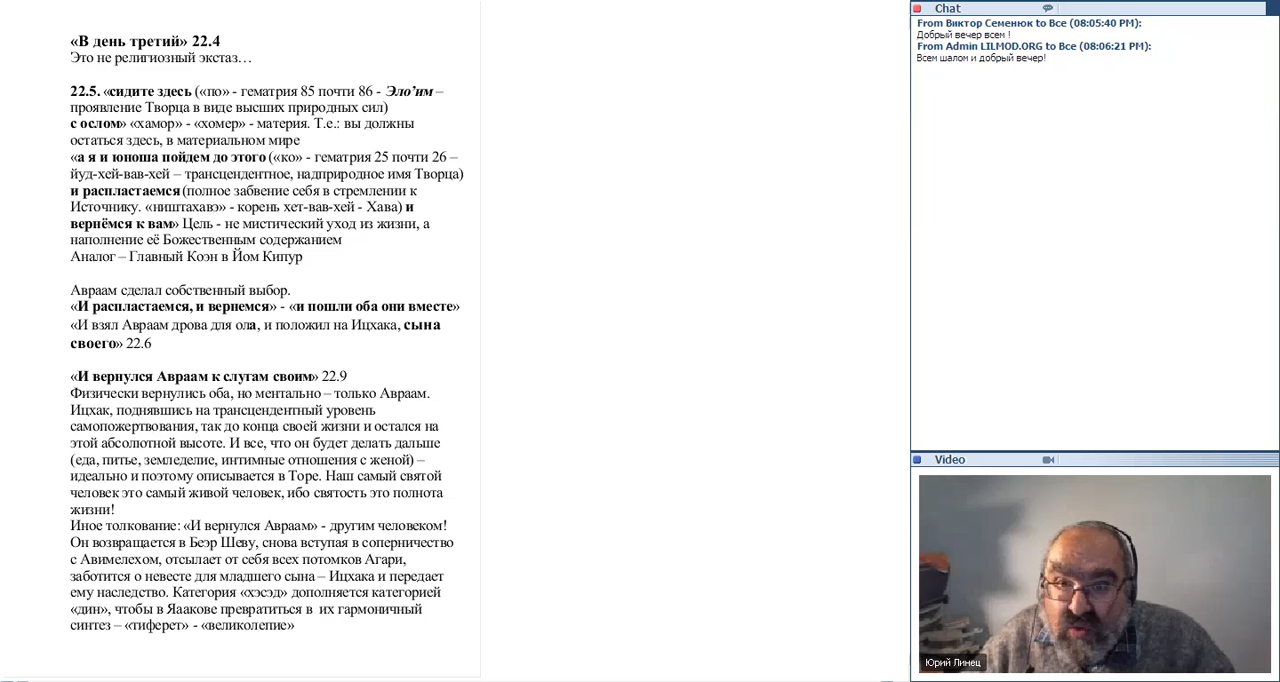 «В день третий» 22.4
Это не религиозный экстаз…
22.5. «сидите здесь («по» - гематрия 85 почти 86 - Эло'им –
проявление Творца в виде высших природных сил)
с ослом» «хамор» - «хомер» - материя. Т.е.: вы должны
остаться здесь, в материальном мире
«а я и юноша пойдем до этого («ко» - гематрия 25 почти 26 –
йуд-хей-вав-хей – трансцендентное, надприродное имя Творца)
и распластаемся (полное забвение себя в стремлении к
Источнику. «ништахавэ» - корень хет-вав-хей - Хава) и
вернёмся к вам» Цель - не мистический уход из жизни, а
наполнение её Божественным содержанием
Аналог – Главный Коэн в Йом Кипур
Авраам сделал собственный выбор.
«И распластаемся, и вернемся» - «и пошли оба они вместе»
«И взял Авраам дрова для ола, и положил на Ицхака, сына
своего» 22.6
«И вернулся Авраам к слугам своим» 22.9
Физически вернулись оба, но ментально – только Авраам.
Ицхак, поднявшись на трансцендентный уровень
самопожертвования, так до конца своей жизни и остался на
этой абсолютной высоте. И все, что он будет делать дальше
(еда, питье, земледелие, интимные отношения с женой) –
идеально и поэтому описывается в Торе. Наш самый святой
человек это самый живой человек, ибо святость это полнота
жизни!
Иное толкование: «И вернулся Авраам» - другим человеком!
Он возвращается в Беэр Шеву, снова вступая в соперничество
с Авимелехом, отсылает от себя всех потомков Агари,
заботится о невесте для младшего сына – Ицхака и передает
ему наследство. Категория «хэсэд» дополняется категорией
«дин», чтобы в Яаакове превратиться в их гармоничный
синтез – «тиферет» - «великолепие»
Chat
From Виктор Семенюк to Все (08:05:40 PM):
Добрый вечер всем !
From Admin LILMOD.ORG to Все (08:06:21 PM):
Всем шалом и добрый вечер!
Video
Юрий Линец